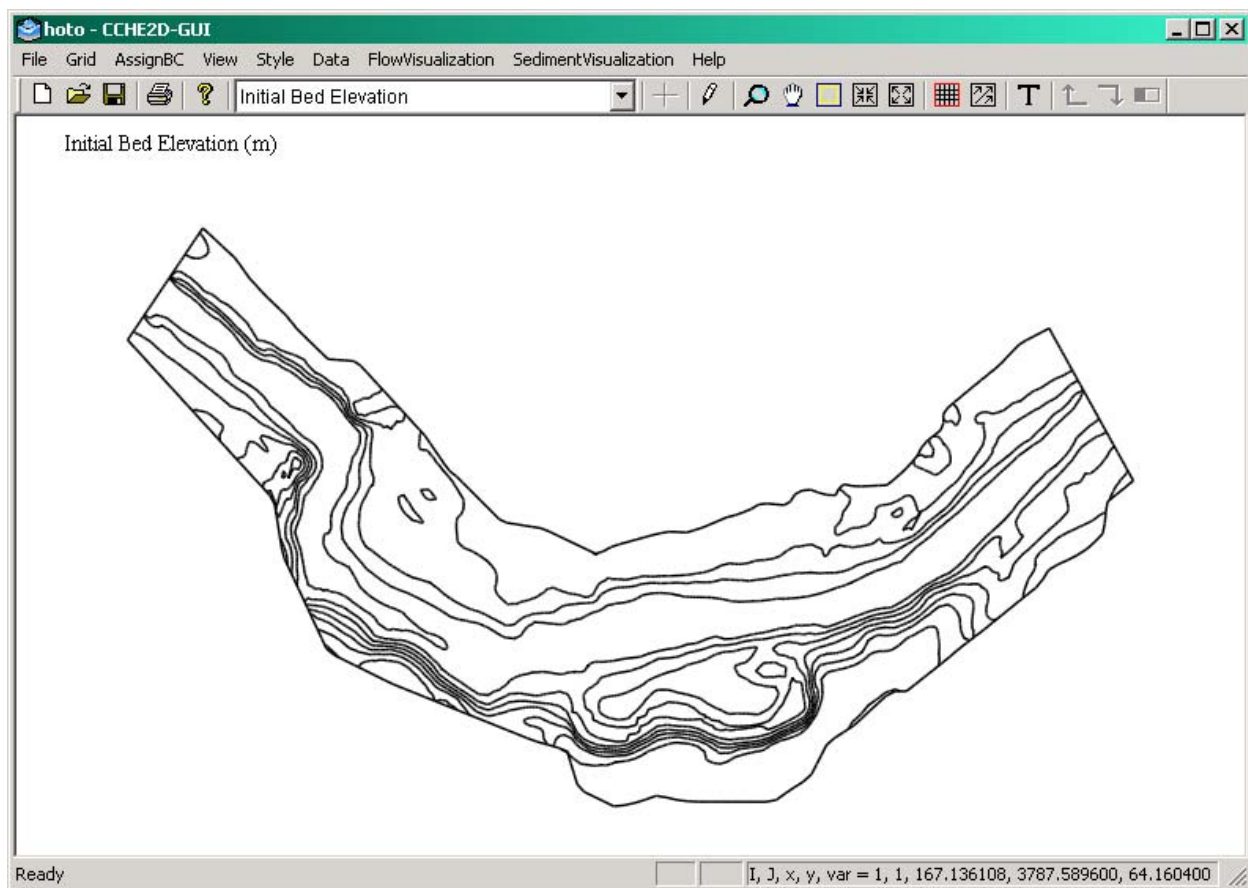 hoto - CCHE2D-GUI
File Grid AssignBC View Style Data FlowVisualization SedimentVisualization Help
? Initial Bed Elevation T
Initial Bed Elevation (m)
Ready I, J, x, y, var = 1, 1, 167.136108, 3787.589600, 64.160400